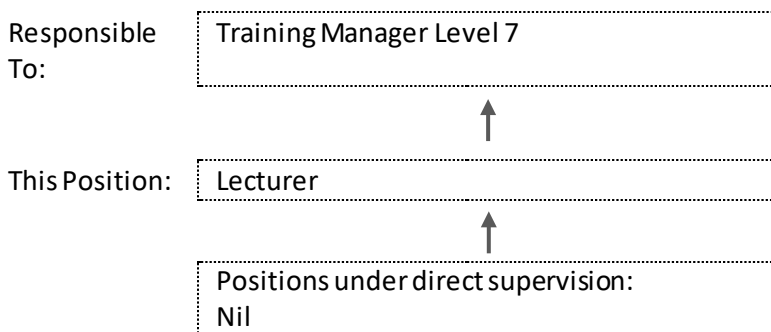 Responsible To:
Training Manager Level 7
This Position:
Lecturer
Positions under direct supervision:
Nil